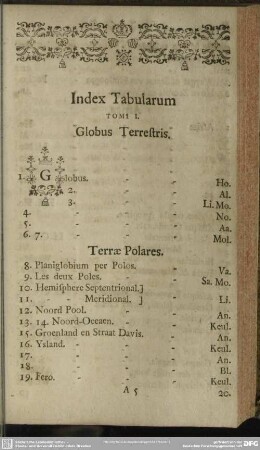 Index Tabularum
TOMI I.
Globus Terreſtris.
1. Globus. Ho.
2. Al.
3. Li. Mo.
4. No.
5. Aa.
6. 7. Mol.
Terræ Polares.
8. Planiglobium per Polos. Va.
9. Les deux Poles. Sa. Mo.
10. Hemiſphere Septentrional.]
11. Meridional. ] Li.
12. Noord Pool. An.
13. 14. Noord-Oceaen. Keul.
15. Groenland en Straat Davis. An.
16. Ysland. Keul.
17. An.
18. Bl.
19. Fero. Keul.
A 5 20.